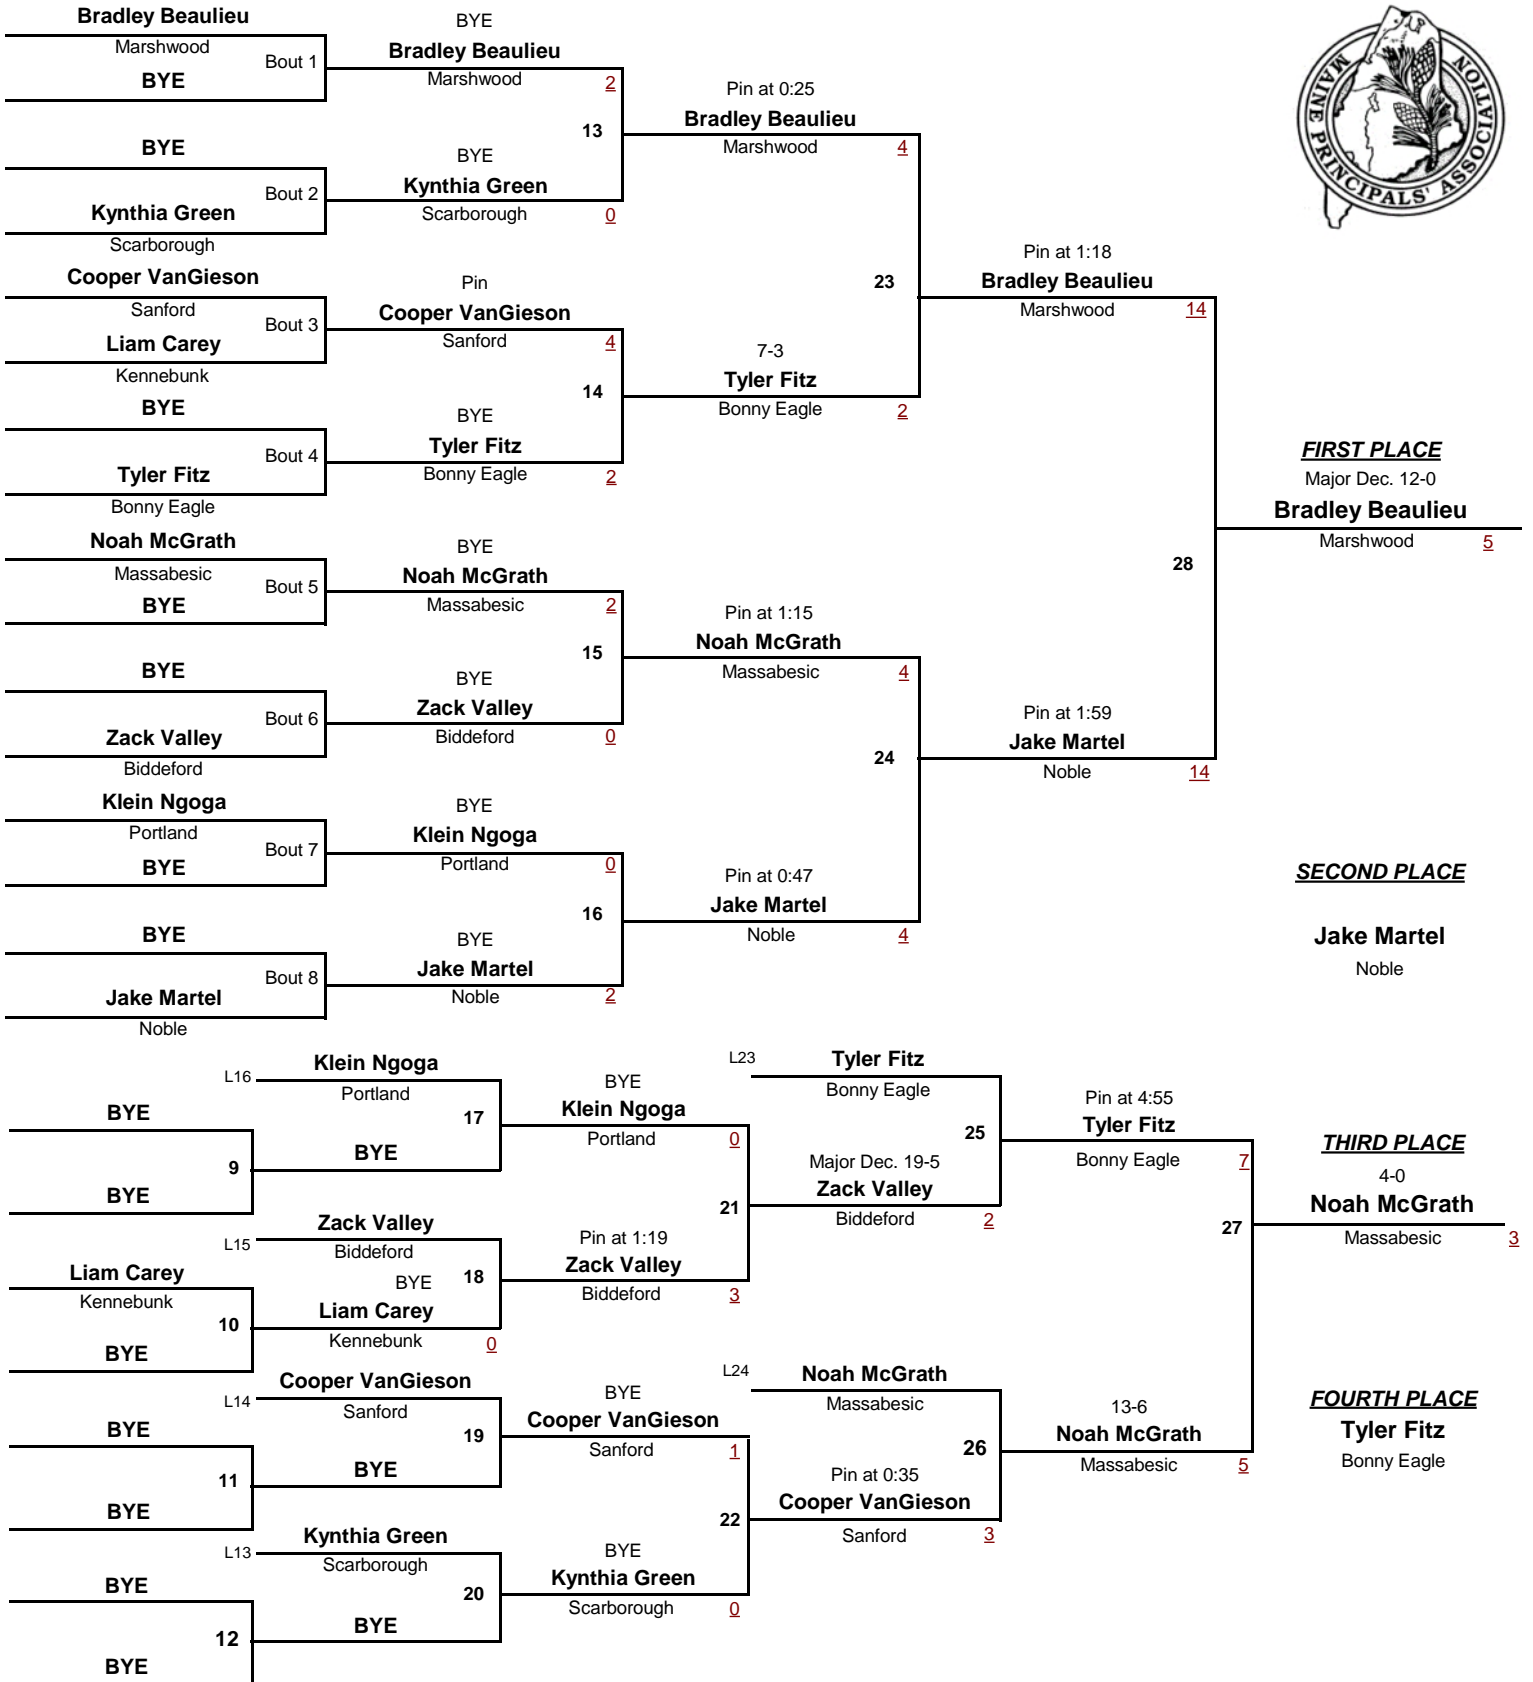 Bradley Beaulieu
Marshwood
Bout 1
BYE
BYE
Bout 2
Kynthia Green
Scarborough
Cooper VanGieson
Sanford
Bout 3
Liam Carey
Kennebunk
BYE
Bout 4
Tyler Fitz
Bonny Eagle
Noah McGrath
Massabesic
Bout 5
BYE
BYE
Bout 6
Zack Valley
Biddeford
Klein Ngoga
Portland
Bout 7
BYE
BYE
Bout 8
Jake Martel
Noble
BYE
Bradley Beaulieu
Marshwood
2
13
BYE
Kynthia Green
Scarborough
0
Pin
Cooper VanGieson
Sanford
4
14
BYE
Tyler Fitz
Bonny Eagle
2
BYE
Noah McGrath
Massabesic
2
15
BYE
Zack Valley
Biddeford
0
BYE
Klein Ngoga
Portland
0
16
BYE
Jake Martel
Noble
2
Pin at 0:25
Bradley Beaulieu
Marshwood
4
23
7-3
Tyler Fitz
Bonny Eagle
2
Pin at 1:15
Noah McGrath
Massabesic
4
24
Pin at 0:47
Jake Martel
Noble
4
Pin at 1:18
Bradley Beaulieu
Marshwood
14
28
Pin at 1:59
Jake Martel
Noble
14
MAINE PRINCIPALS' ASSOCIATION
FIRST PLACE
Major Dec. 12-0
Bradley Beaulieu
Marshwood
5
SECOND PLACE
Jake Martel
Noble
BYE
9
BYE
Liam Carey
Kennebunk
10
BYE
BYE
11
BYE
BYE
12
BYE
L16
Klein Ngoga
Portland
17
BYE
L15
Zack Valley
Biddeford
BYE
18
Liam Carey
Kennebunk
0
L14
Cooper VanGieson
Sanford
19
BYE
L13
Kynthia Green
Scarborough
20
BYE
BYE
Klein Ngoga
Portland
0
21
Pin at 1:19
Zack Valley
Biddeford
3
BYE
Cooper VanGieson
Sanford
1
22
BYE
Kynthia Green
Scarborough
0
L23
Tyler Fitz
Bonny Eagle
25
Major Dec. 19-5
Zack Valley
Biddeford
2
L24
Noah McGrath
Massabesic
26
Pin at 0:35
Cooper VanGieson
Sanford
3
Pin at 4:55
Tyler Fitz
Bonny Eagle
7
27
13-6
Noah McGrath
Massabesic
5
THIRD PLACE
4-0
Noah McGrath
Massabesic
3
FOURTH PLACE
Tyler Fitz
Bonny Eagle